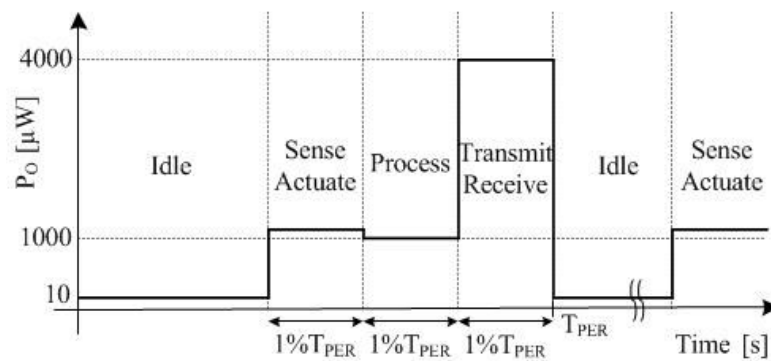 4000
P_O [μW]
Idle
Sense
Actuate
Process
Transmit
Receive
Idle
Sense
Actuate
1000
10
1%T_PER
1%T_PER
1%T_PER
T_PER
Time [s]